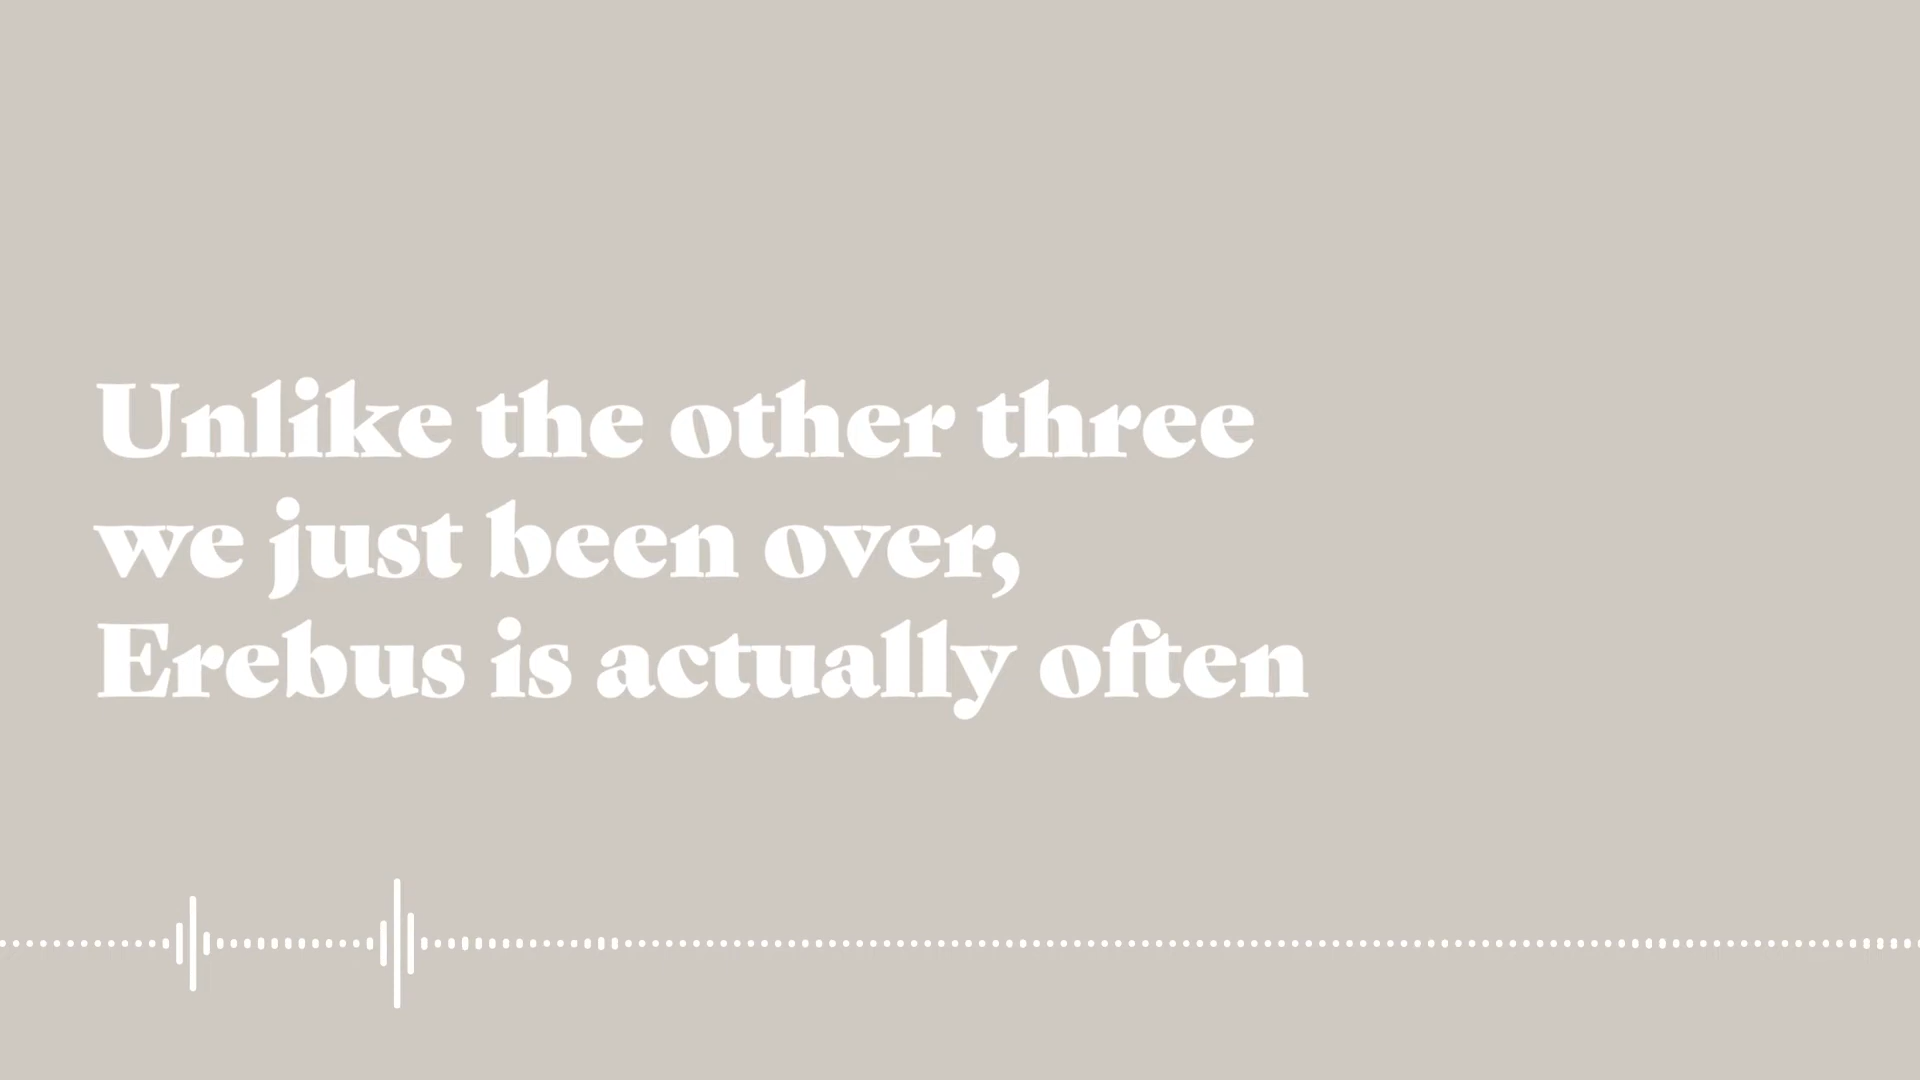 Unlike the other three
we just been over,
Erebus is actually often